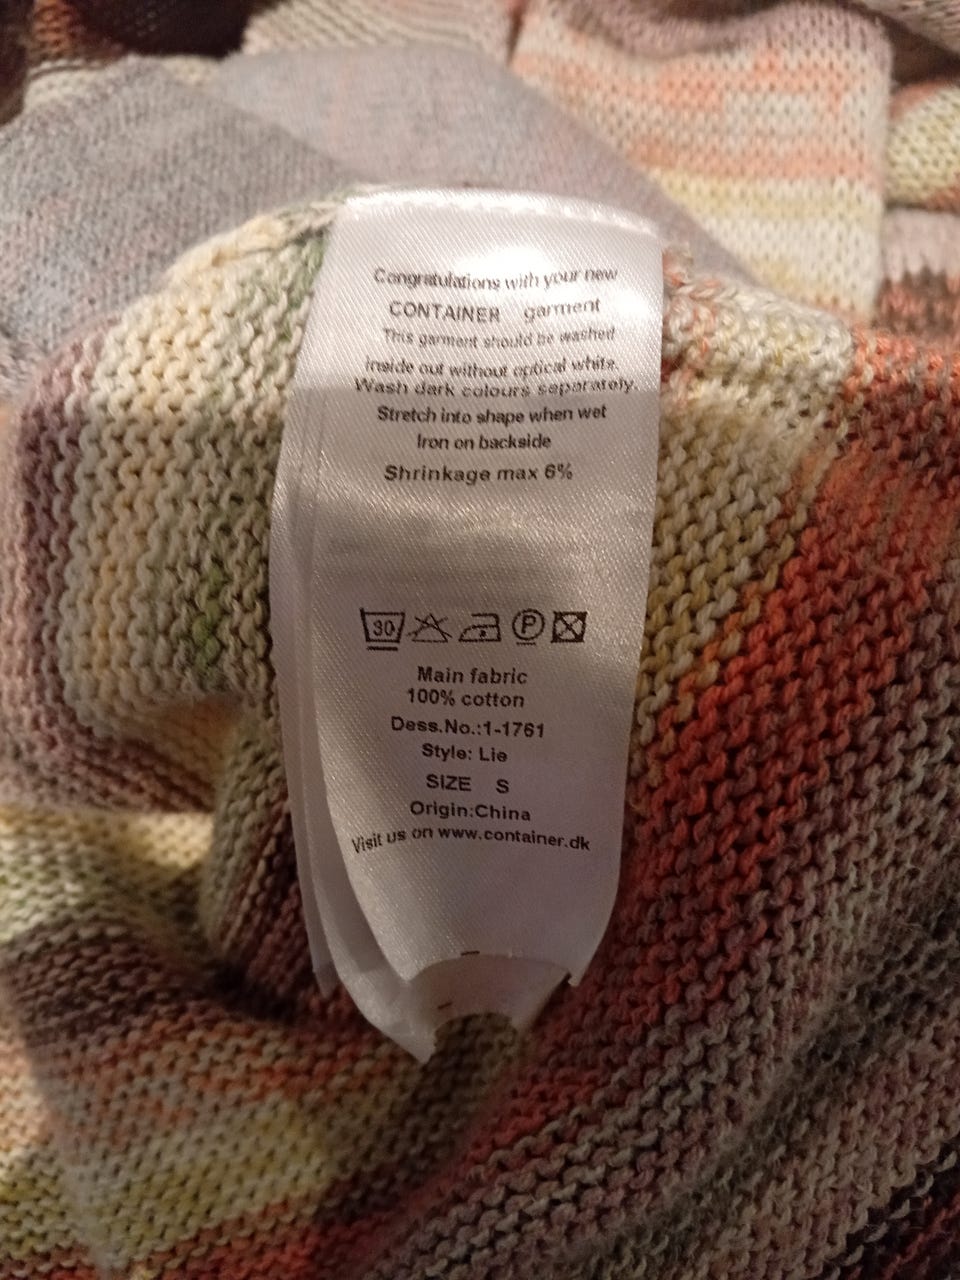 Congratulations with your new
CONTAINER garment
This garment should be washed
inside out without optical white.
Wash dark colours separately.
Stretch into shape when wet
Iron on backside
Shrinkage max 6%
30 P
Main fabric
100% cotton
Dess.No.:1-1761
Style: Lie
SIZE S
Origin:China
Visit us on www.container.dk